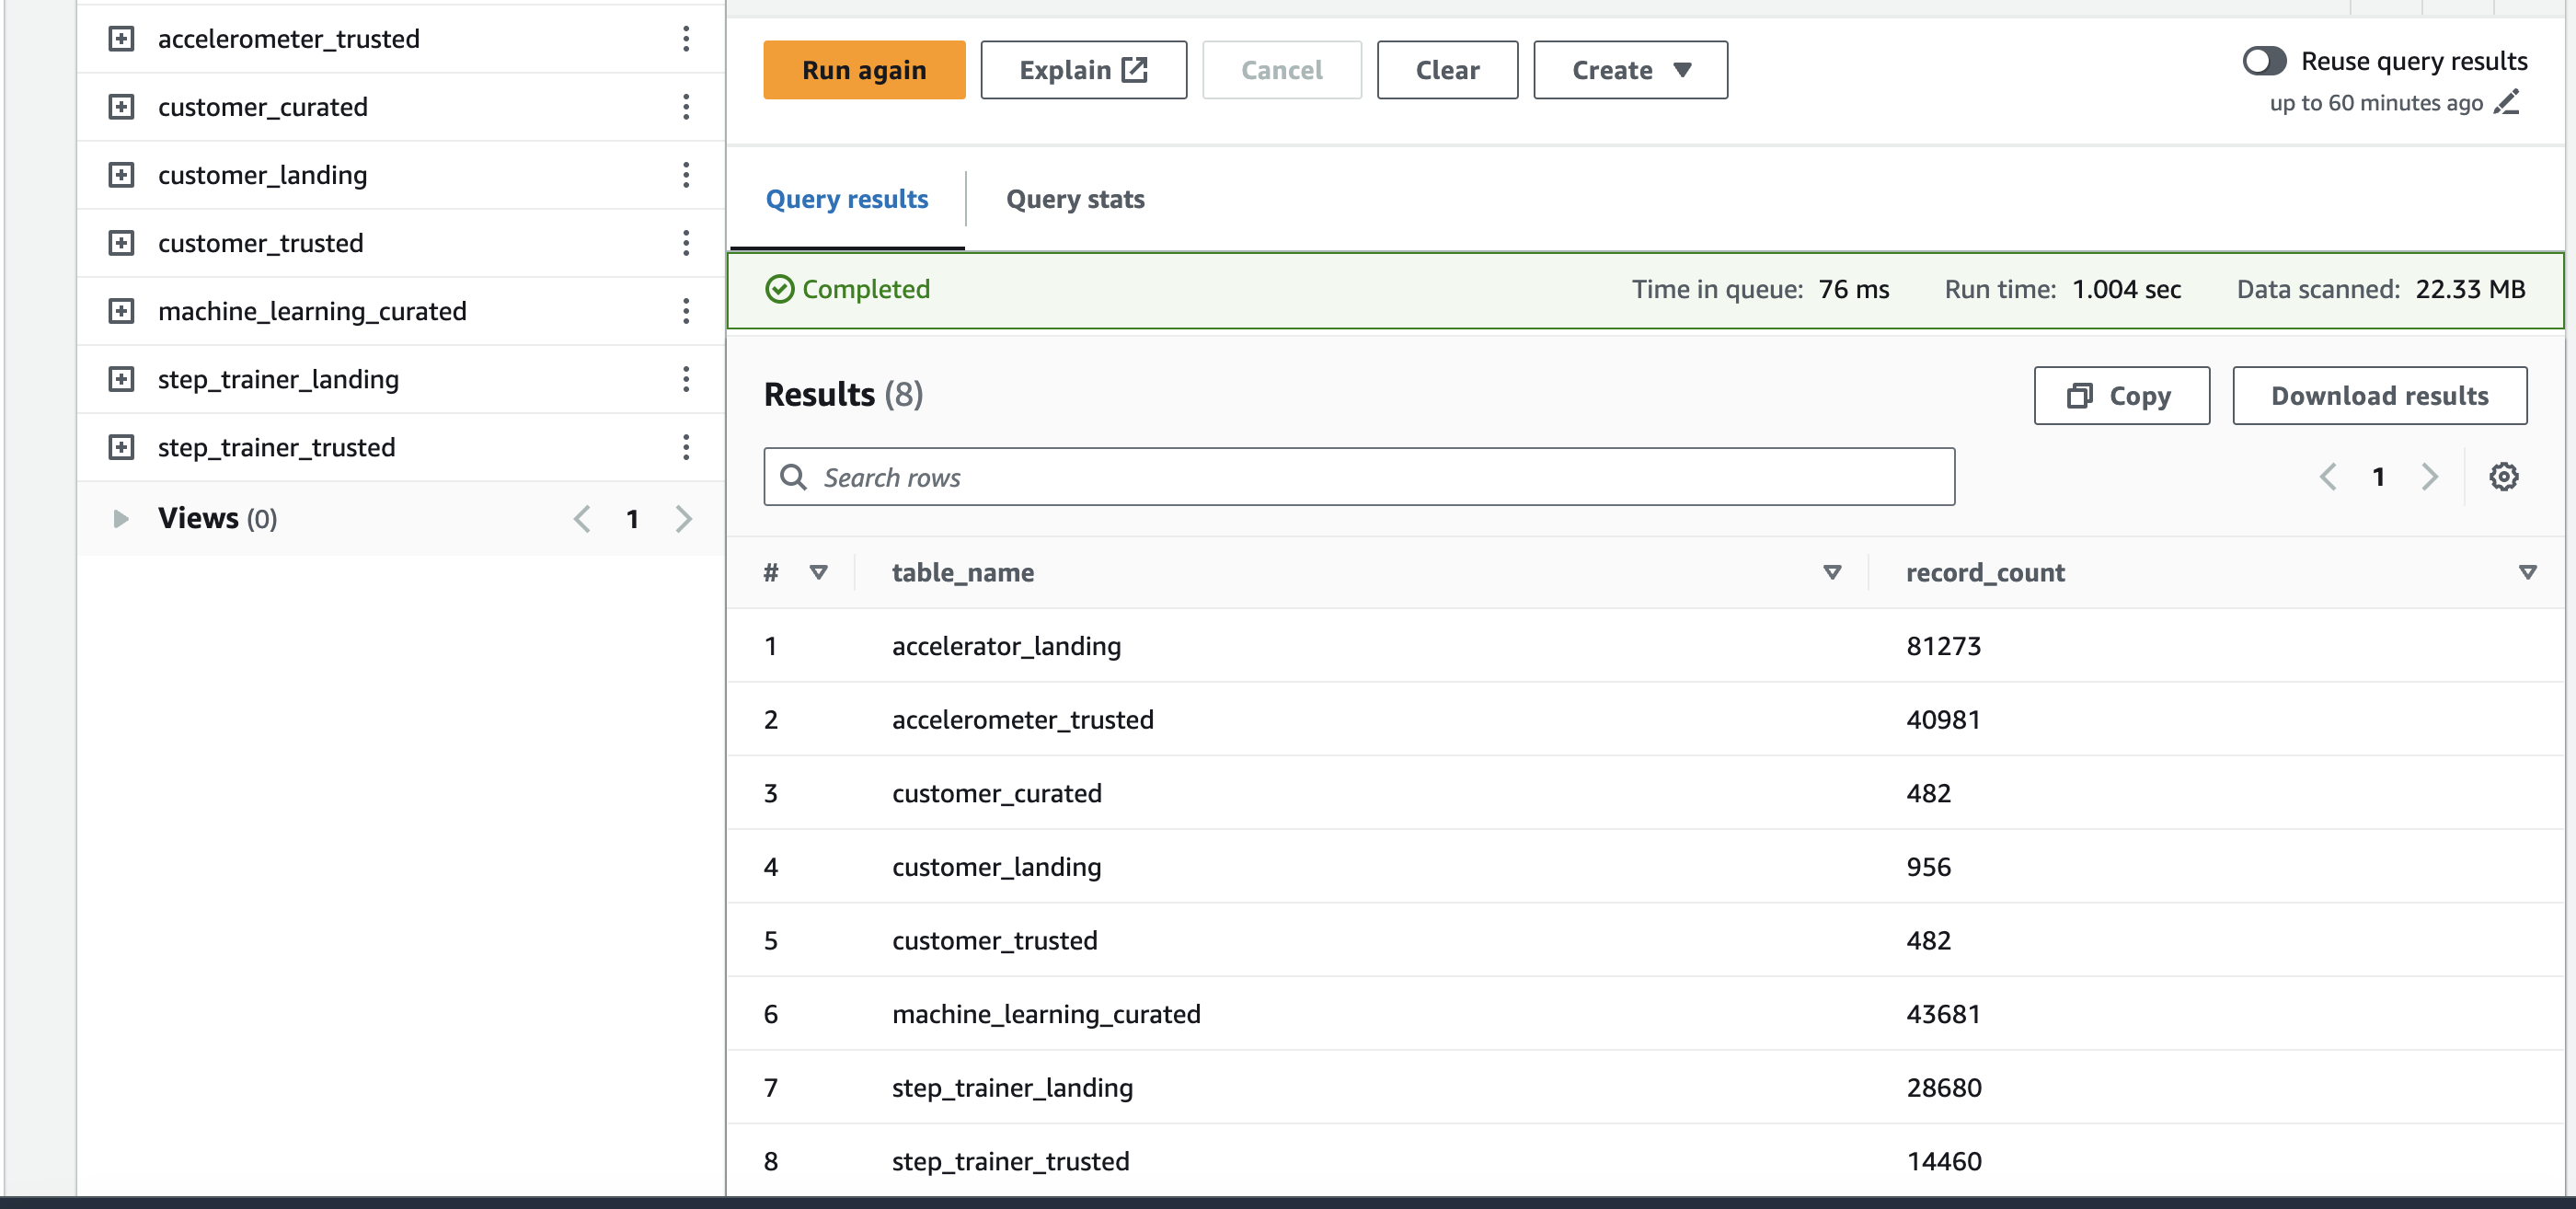 accelerometer_trusted
customer_curated
customer_landing
customer_trusted
machine_learning_curated
step_trainer_landing
step_trainer_trusted
Views (0) 1
Run again Explain Cancel Clear Create
Reuse query results
up to 60 minutes ago
Query results Query stats
Completed Time in queue: 76 ms Run time: 1.004 sec Data scanned: 22.33 MB
Results (8) Copy Download results
Search rows 1
# table_name record_count
1 accelerator_landing 81273
2 accelerometer_trusted 40981
3 customer_curated 482
4 customer_landing 956
5 customer_trusted 482
6 machine_learning_curated 43681
7 step_trainer_landing 28680
8 step_trainer_trusted 14460